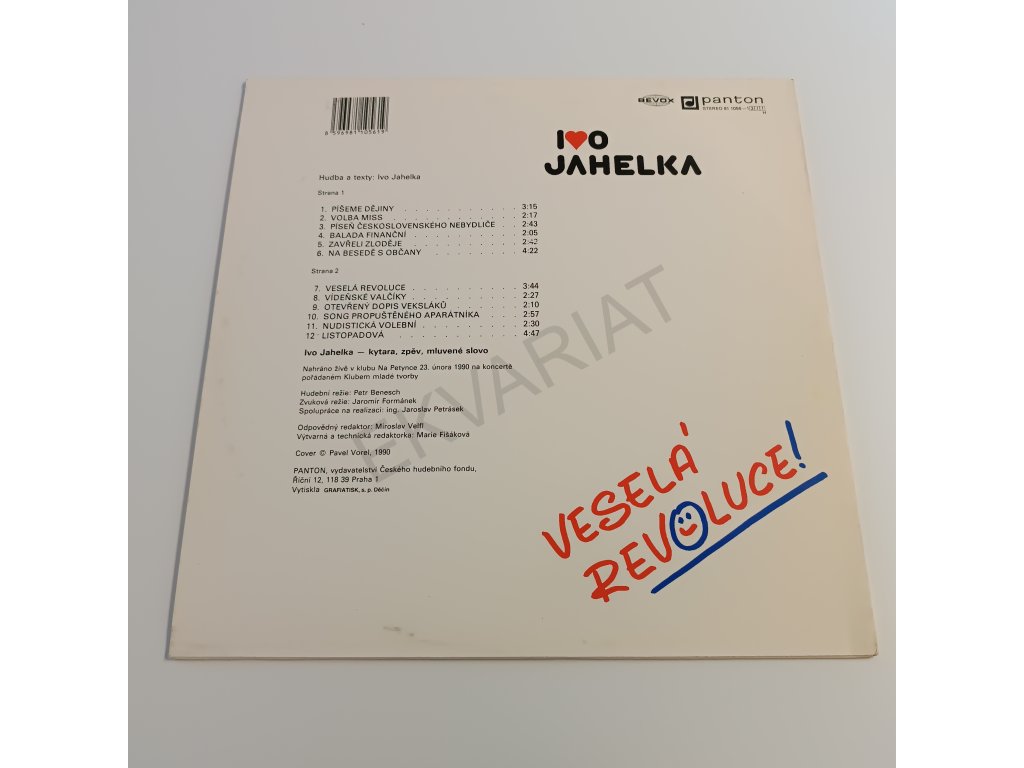 8 596981 105619
BEVOX panton
STEREO 81 1056-
I O
JAHELKA
Hudba a texty: Ivo Jahelka
Strana 1
1. PÍŠEME DĚJINY . . . . . . . . . . . 3:15
2. VOLBA MISS . . . . . . . . . . . . 2:17
3. PÍSEŇ ČESKOSLOVENSKÉHO NEBYDLIČE . . 2:43
4. BALADA FINANČNÍ . . . . . . . . . . 2:05
5. ZAVŘELI ZLODĚJE . . . . . . . . . . 2:42
6. NA BESEDĚ S OBČANY . . . . . . . . 4:22
Strana 2
7. VESELÁ REVOLUCE . . . . . . . . . . 3:44
8. VÍDEŇSKÉ VALČÍKY . . . . . . . . . . 2:27
9. OTEVŘENÝ DOPIS VEKSLÁKŮ . . . . . . 2:10
10. SONG PROPUŠTĚNÉHO APARÁTNÍKA . . . 2:57
11. NUDISTICKÁ VOLEBNÍ . . . . . . . . . 2:30
12 LISTOPADOVÁ . . . . . . . . . . . . 4:47
Ivo Jahelka — kytara, zpěv, mluvené slovo
Nahráno živě v klubu Na Petynce 23. února 1990 na koncertě
pořádaném Klubem mladé tvorby
Hudební režie: Petr Benesch
Zvuková režie: Jaromír Formánek
Spolupráce na realizaci: ing. Jaroslav Petrásek
Odpovědný redaktor: Miroslav Velfl
Výtvarná a technická redaktorka: Marie Fišáková
Cover © Pavel Vorel, 1990
PANTON, vydavatelství Českého hudebního fondu,
Říční 12, 118 39 Praha 1
Vytiskla GRAFIATISK, s. p. Děčín
VESELÁ
REVOLUCE!
EKVARIAT